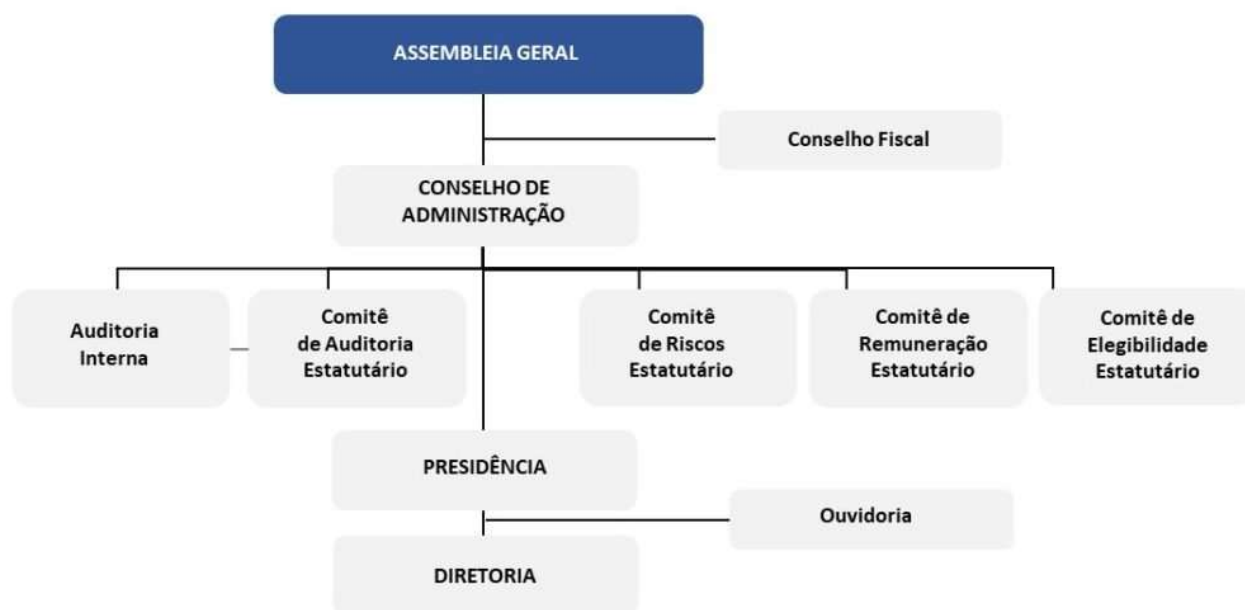 ASSEMBLEIA GERAL
Conselho Fiscal
CONSELHO DE
ADMINISTRAÇÃO
Auditoria
Interna
Comitê
de Auditoria
Estatutário
Comitê
de Riscos
Estatutário
Comitê de
Remuneração
Estatutário
Comitê de
Elegibilidade
Estatutário
PRESIDÊNCIA
Ouvidoria
DIRETORIA